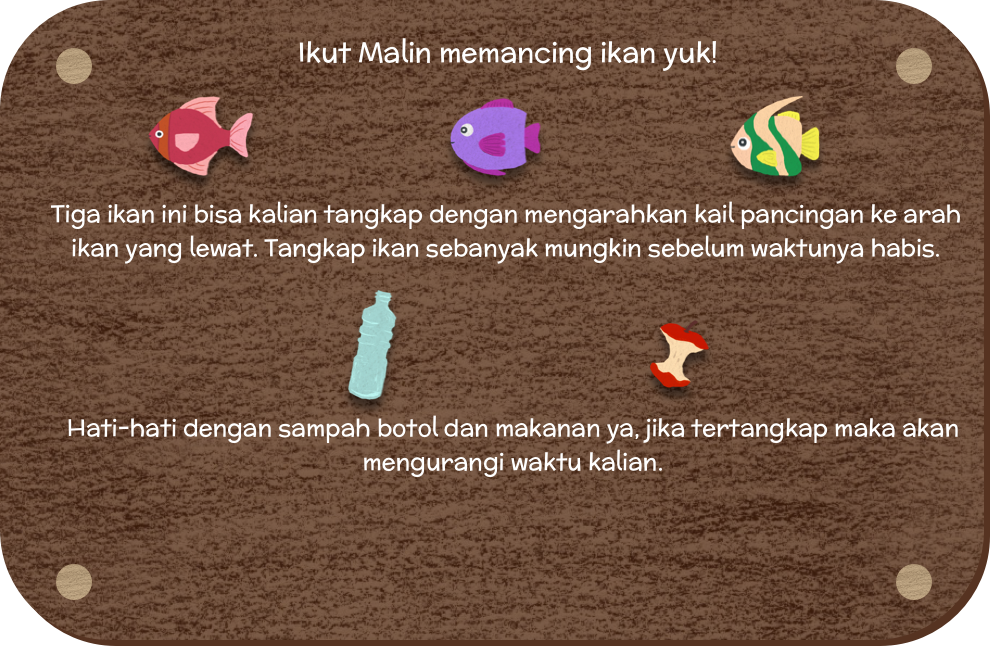 Ikut Malin memancing ikan yuk!
Tiga ikan ini bisa kalian tangkap dengan mengarahkan kail pancingan ke arah
ikan yang lewat. Tangkap ikan sebanyak mungkin sebelum waktunya habis.
Hati-hati dengan sampah botol dan makanan ya, jika tertangkap maka akan
mengurangi waktu kalian.